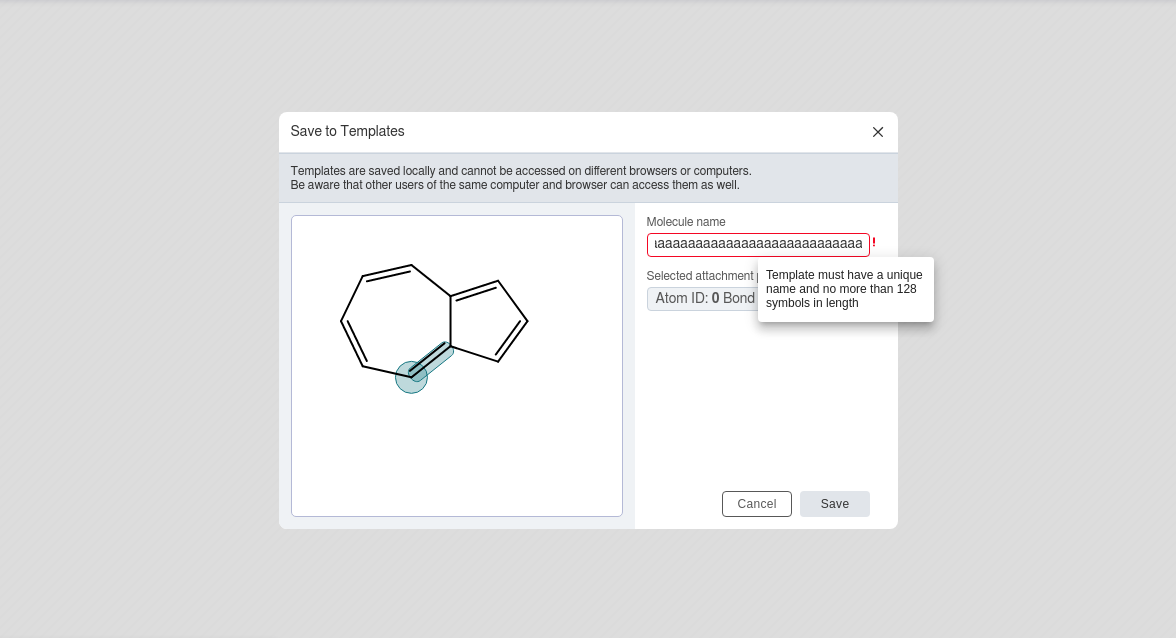 Save to Templates
Templates are saved locally and cannot be accessed on different browsers or computers.
Be aware that other users of the same computer and browser can access them as well.
Molecule name
aaaaaaaaaaaaaaaaaaaaaaaaaaa
!
Selected attachment
Template must have a unique
name and no more than 128
symbols in length
Atom ID: 0 Bond
Cancel
Save